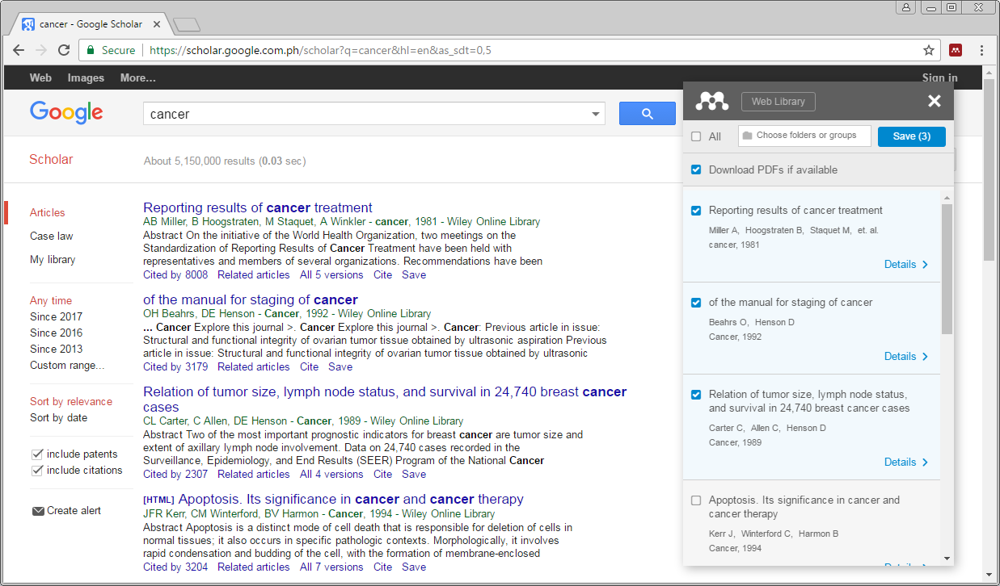 cancer - Google Scholar
Secure
https://scholar.google.com.ph/scholar?q=cancer&hl=en&as_sdt=0,5
Web Images More... Sign in
Google
cancer
Scholar
About 5,150,000 results (0.03 sec)
Articles
Case law
My library
Any time
Since 2017
Since 2016
Since 2013
Custom range...
Sort by relevance
Sort by date
include patents
include citations
Create alert
Reporting results of cancer treatment
AB Miller, B Hoogstraten, M Staquet, A Winkler - cancer, 1981 - Wiley Online Library
Abstract On the initiative of the World Health Organization, two meetings on the
Standardization of Reporting Results of Cancer Treatment have been held with
representatives and members of several organizations. Recommendations have been
Cited by 8008 Related articles All 5 versions Cite Save
of the manual for staging of cancer
OH Beahrs, DE Henson - Cancer, 1992 - Wiley Online Library
... Cancer Explore this journal >. Cancer Explore this journal >. Cancer: Previous article in issue:
Structural and functional integrity of ovarian tumor tissue obtained by ultrasonic aspiration Previous
article in issue: Structural and functional integrity of ovarian tumor tissue obtained by ultrasonic
Cited by 3179 Related articles Cite Save
Relation of tumor size, lymph node status, and survival in 24,740 breast cancer
cases
CL Carter, C Allen, DE Henson - Cancer, 1989 - Wiley Online Library
Abstract Two of the most important prognostic indicators for breast cancer are tumor size and
extent of axillary lymph node involvement. Data on 24,740 cases recorded in the
Surveillance, Epidemiology, and End Results (SEER) Program of the National Cancer
Cited by 2307 Related articles All 4 versions Cite Save
[HTML] Apoptosis. Its significance in cancer and cancer therapy
JFR Kerr, CM Winterford, BV Harmon - Cancer, 1994 - Wiley Online Library
Abstract Apoptosis is a distinct mode of cell death that is responsible for deletion of cells in
normal tissues; it also occurs in specific pathologic contexts. Morphologically, it involves
rapid condensation and budding of the cell, with the formation of membrane-enclosed
Cited by 3204 Related articles All 7 versions Cite Save
Web Library
All
Choose folders or groups
Save (3)
Download PDFs if available
Reporting results of cancer treatment
Miller A, Hoogstraten B, Staquet M, et. al.
cancer, 1981
Details
of the manual for staging of cancer
Beahrs O, Henson D
Cancer, 1992
Details
Relation of tumor size, lymph node status,
and survival in 24,740 breast cancer cases
Carter C, Allen C, Henson D
Cancer, 1989
Details
Apoptosis. Its significance in cancer and
cancer therapy
Kerr J, Winterford C, Harmon B
Cancer, 1994